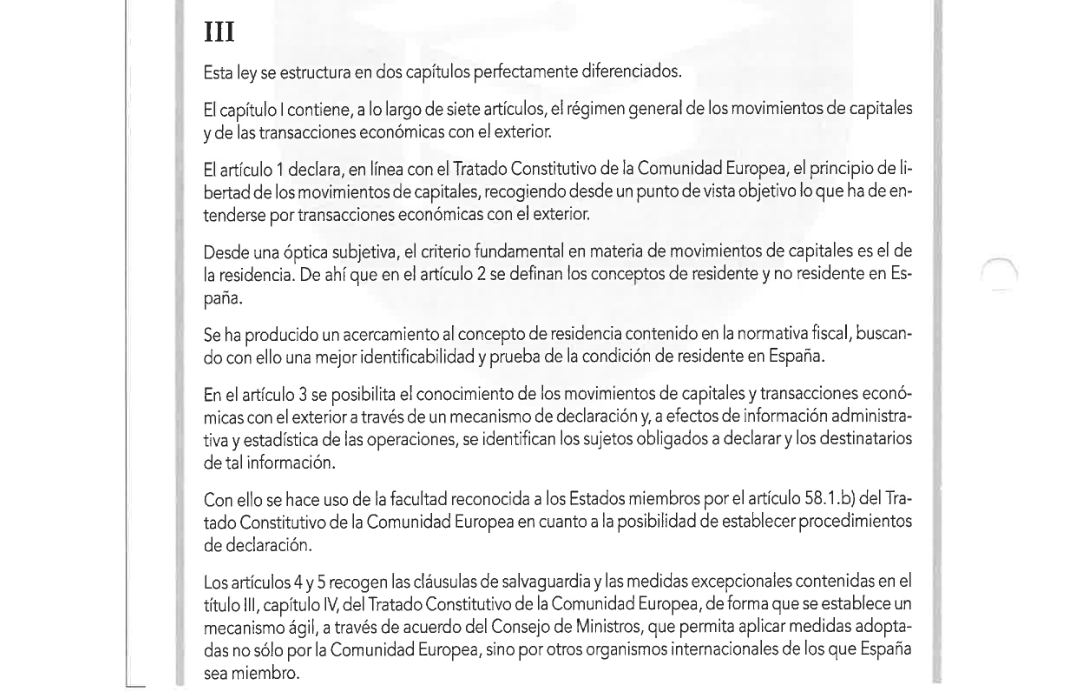 III
Esta ley se estructura en dos capítulos perfectamente diferenciados.
El capítulo I contiene, a lo largo de siete artículos, el régimen general de los movimientos de capitales
y de las transacciones económicas con el exterior.
El artículo 1 declara, en línea con el Tratado Constitutivo de la Comunidad Europea, el principio de li-
bertad de los movimientos de capitales, recogiendo desde un punto de vista objetivo lo que ha de en-
tenderse por transacciones económicas con el exterior.
Desde una óptica subjetiva, el criterio fundamental en materia de movimientos de capitales es el de
la residencia. De ahí que en el artículo 2 se definan los conceptos de residente y no residente en Es-
paña.
Se ha producido un acercamiento al concepto de residencia contenido en la normativa fiscal, buscan-
do con ello una mejor identificabilidad y prueba de la condición de residente en España.
En el artículo 3 se posibilita el conocimiento de los movimientos de capitales y transacciones econó-
micas con el exterior a través de un mecanismo de declaración y, a efectos de información administra-
tiva y estadística de las operaciones, se identifican los sujetos obligados a declarar y los destinatarios
de tal información.
Con ello se hace uso de la facultad reconocida a los Estados miembros por el artículo 58.1.b) del Tra-
tado Constitutivo de la Comunidad Europea en cuanto a la posibilidad de establecer procedimientos
de declaración.
Los artículos 4 y 5 recogen las cláusulas de salvaguardia y las medidas excepcionales contenidas en el
título III, capítulo IV, del Tratado Constitutivo de la Comunidad Europea, de forma que se establece un
mecanismo ágil, a través de acuerdo del Consejo de Ministros, que permita aplicar medidas adopta-
das no sólo por la Comunidad Europea, sino por otros organismos internacionales de los que España
sea miembro.